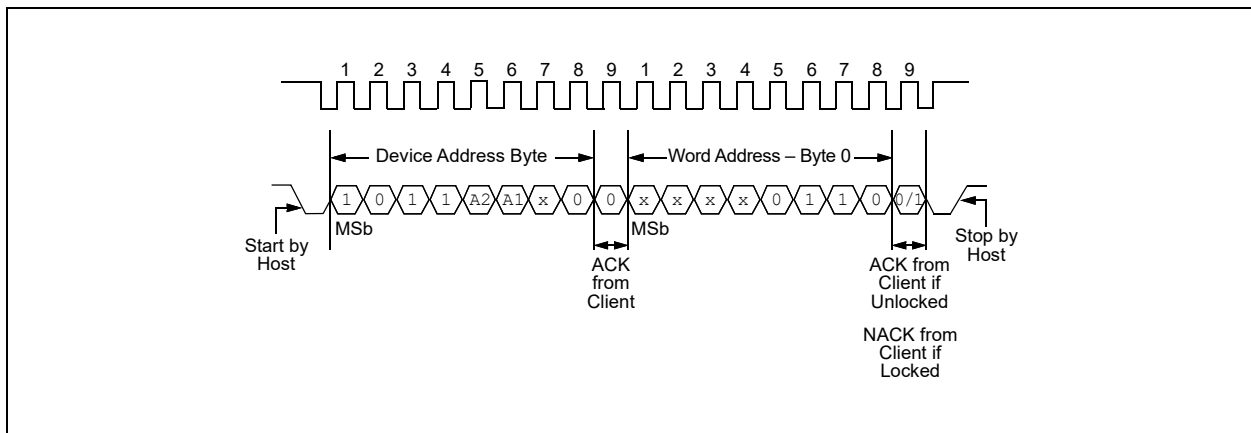 1 2 3 4 5 6 7 8 9 1 2 3 4 5 6 7 8 9
Device Address Byte
Word Address – Byte 0
1 0 1 1 A2 A1 x 0 0 x x x x 0 1 1 0 0/1
MSb
MSb
Start by
Host
ACK
from
Client
ACK from
Client if
Unlocked
NACK from
Client if
Locked
Stop by
Host